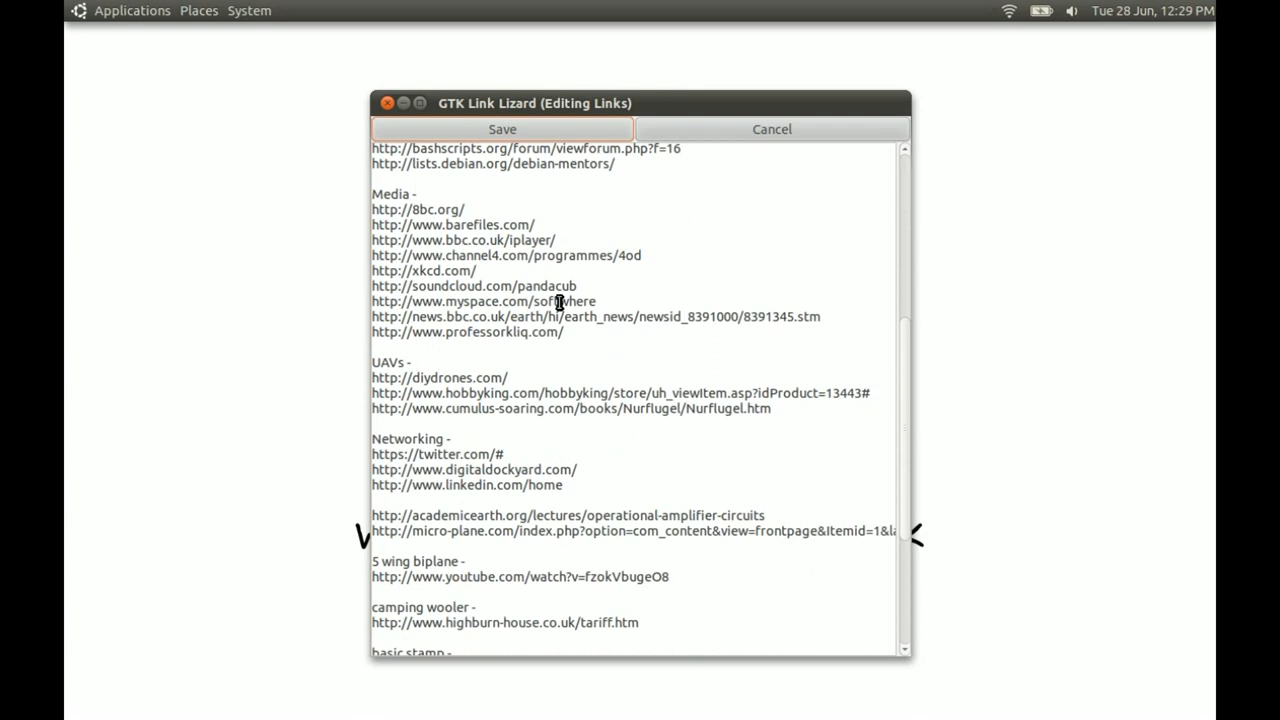 Applications Places System Tue 28 Jun, 12:29 PM
GTK Link Lizard (Editing Links)
Save Cancel
http://bashscripts.org/forum/viewforum.php?f=16
http://lists.debian.org/debian-mentors/
Media -
http://8bc.org/
http://www.barefiles.com/
http://www.bbc.co.uk/iplayer/
http://www.channel4.com/programmes/4od
http://xkcd.com/
http://soundcloud.com/pandacub
http://www.myspace.com/softwhere
http://news.bbc.co.uk/earth/hi/earth_news/newsid_8391000/8391345.stm
http://www.professorkliq.com/
UAVs -
http://diydrones.com/
http://www.hobbyking.com/hobbyking/store/uh_viewItem.asp?idProduct=13443#
http://www.cumulus-soaring.com/books/Nurflugel/Nurflugel.htm
Networking -
https://twitter.com/#
http://www.digitaldockyard.com/
http://www.linkedin.com/home
http://academicearth.org/lectures/operational-amplifier-circuits
http://micro-plane.com/index.php?option=com_content&view=frontpage&Itemid=1&la
5 wing biplane -
http://www.youtube.com/watch?v=fzokVbugeO8
camping wooler -
http://www.highburn-house.co.uk/tariff.htm
basic stamp -